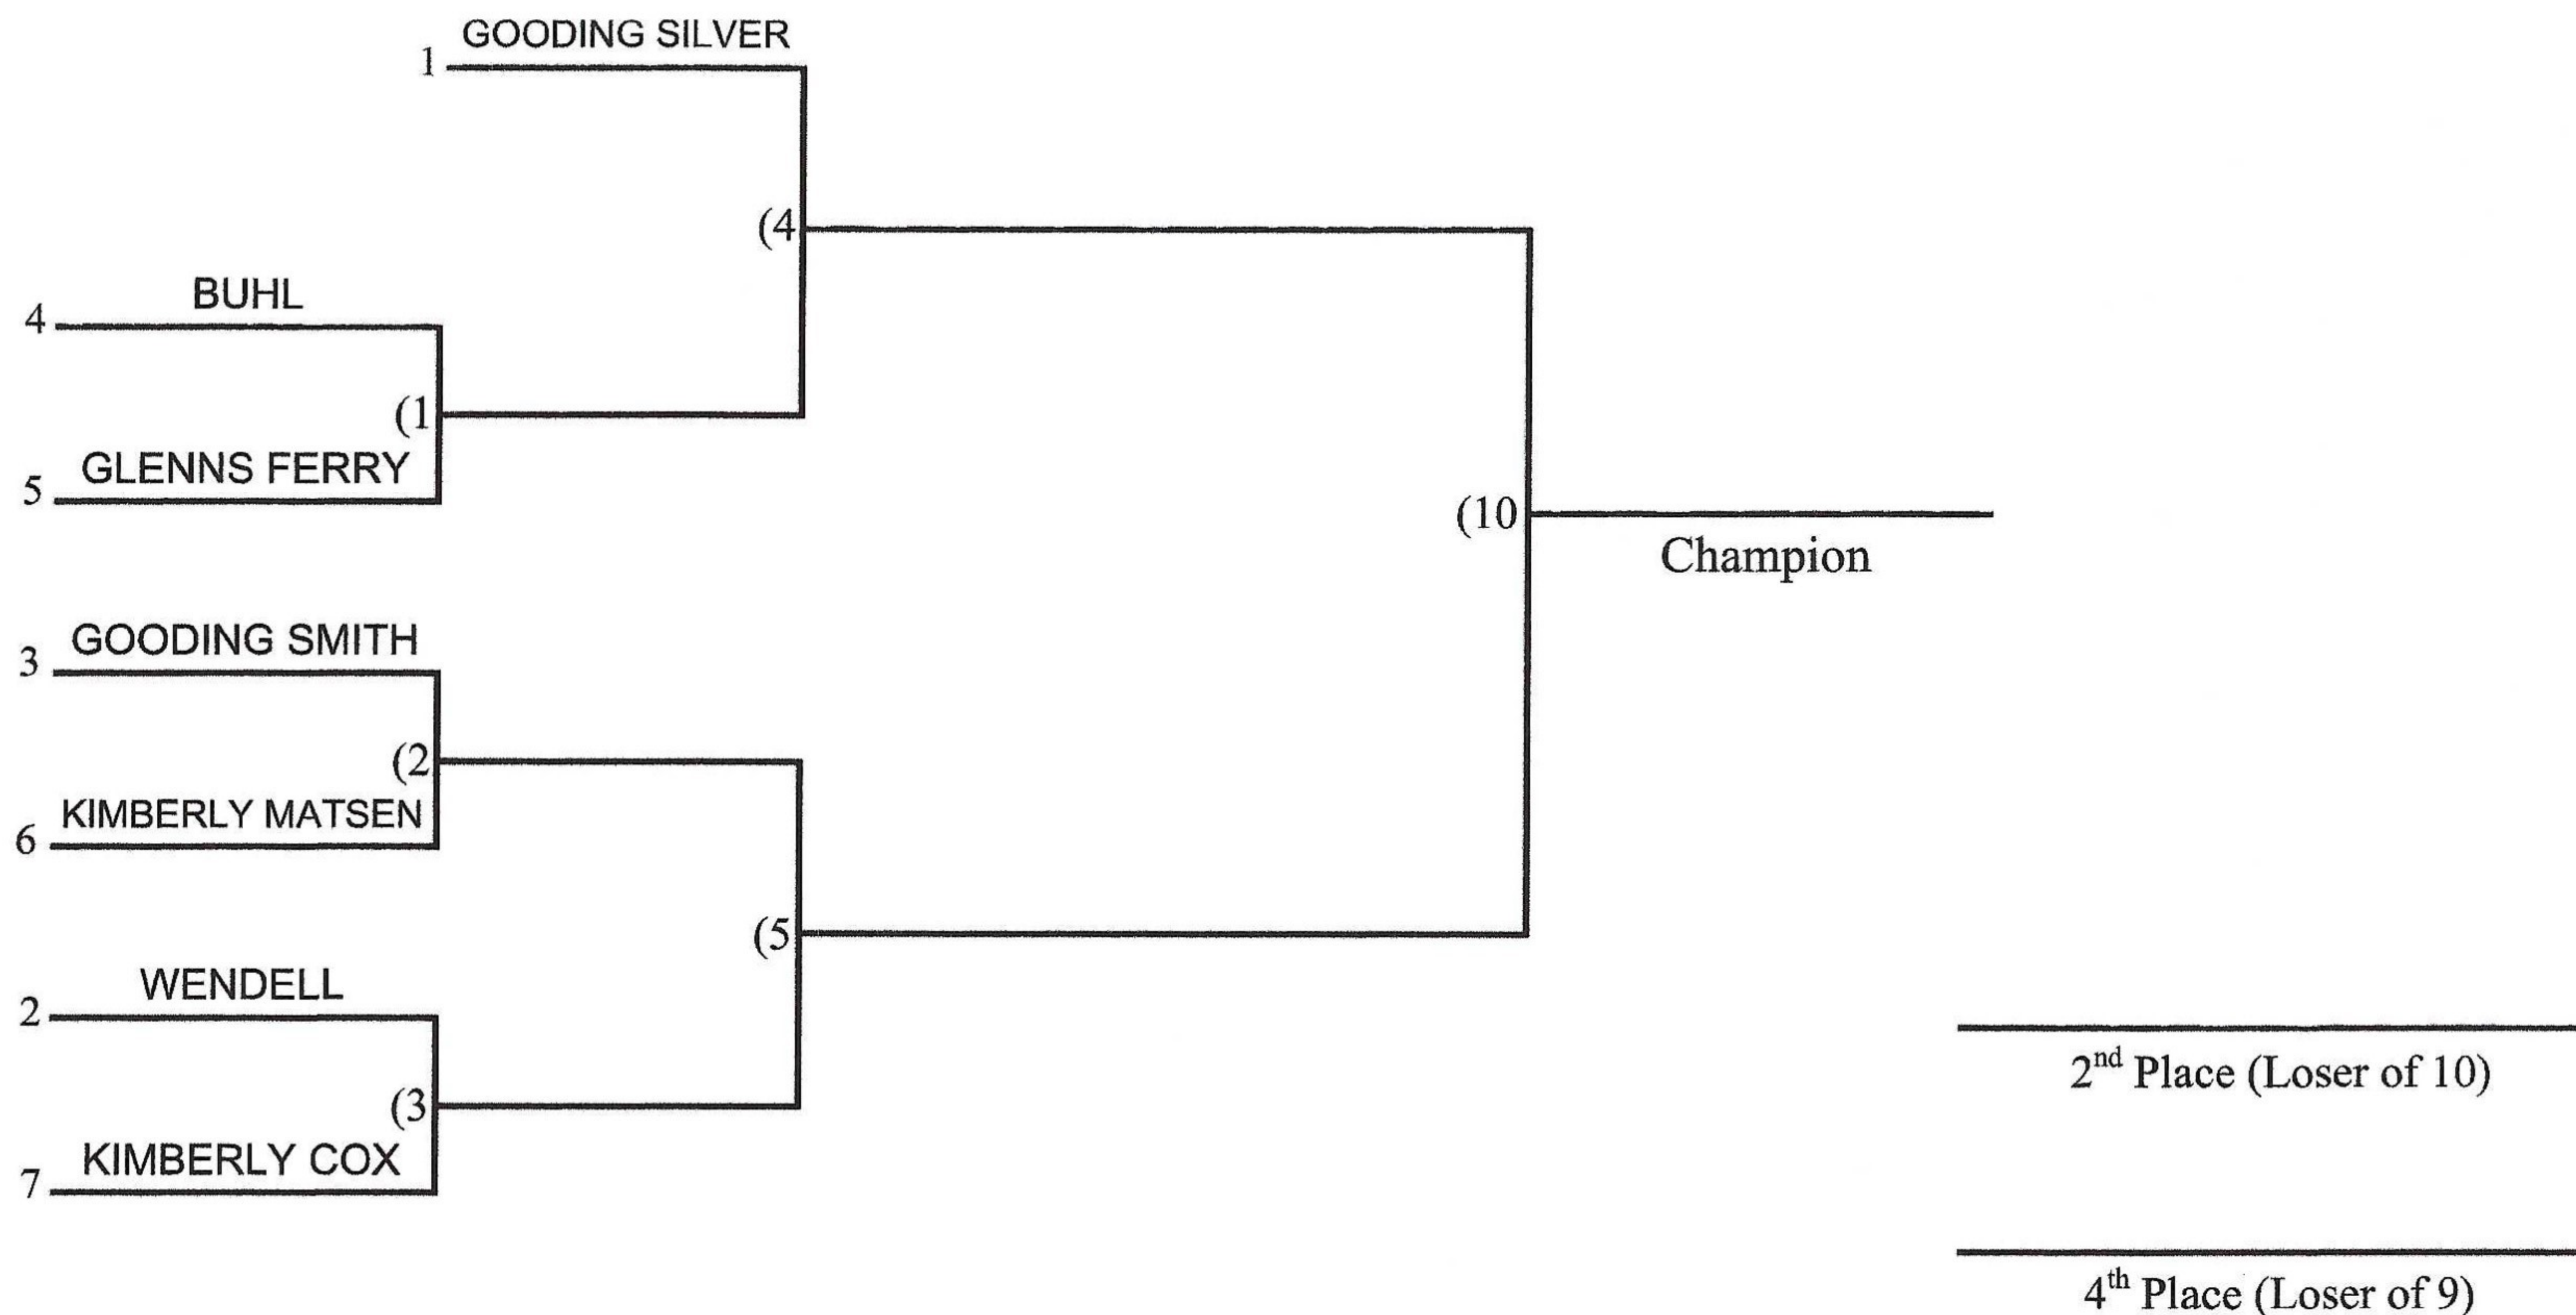 GOODING SILVER
1
(4
BUHL
4
(1
GLENNS FERRY
5
(10
Champion
GOODING SMITH
3
(2
KIMBERLY MATSEN
6
(5
WENDELL
2
2nd Place (Loser of 10)
(3
KIMBERLY COX
7
4th Place (Loser of 9)